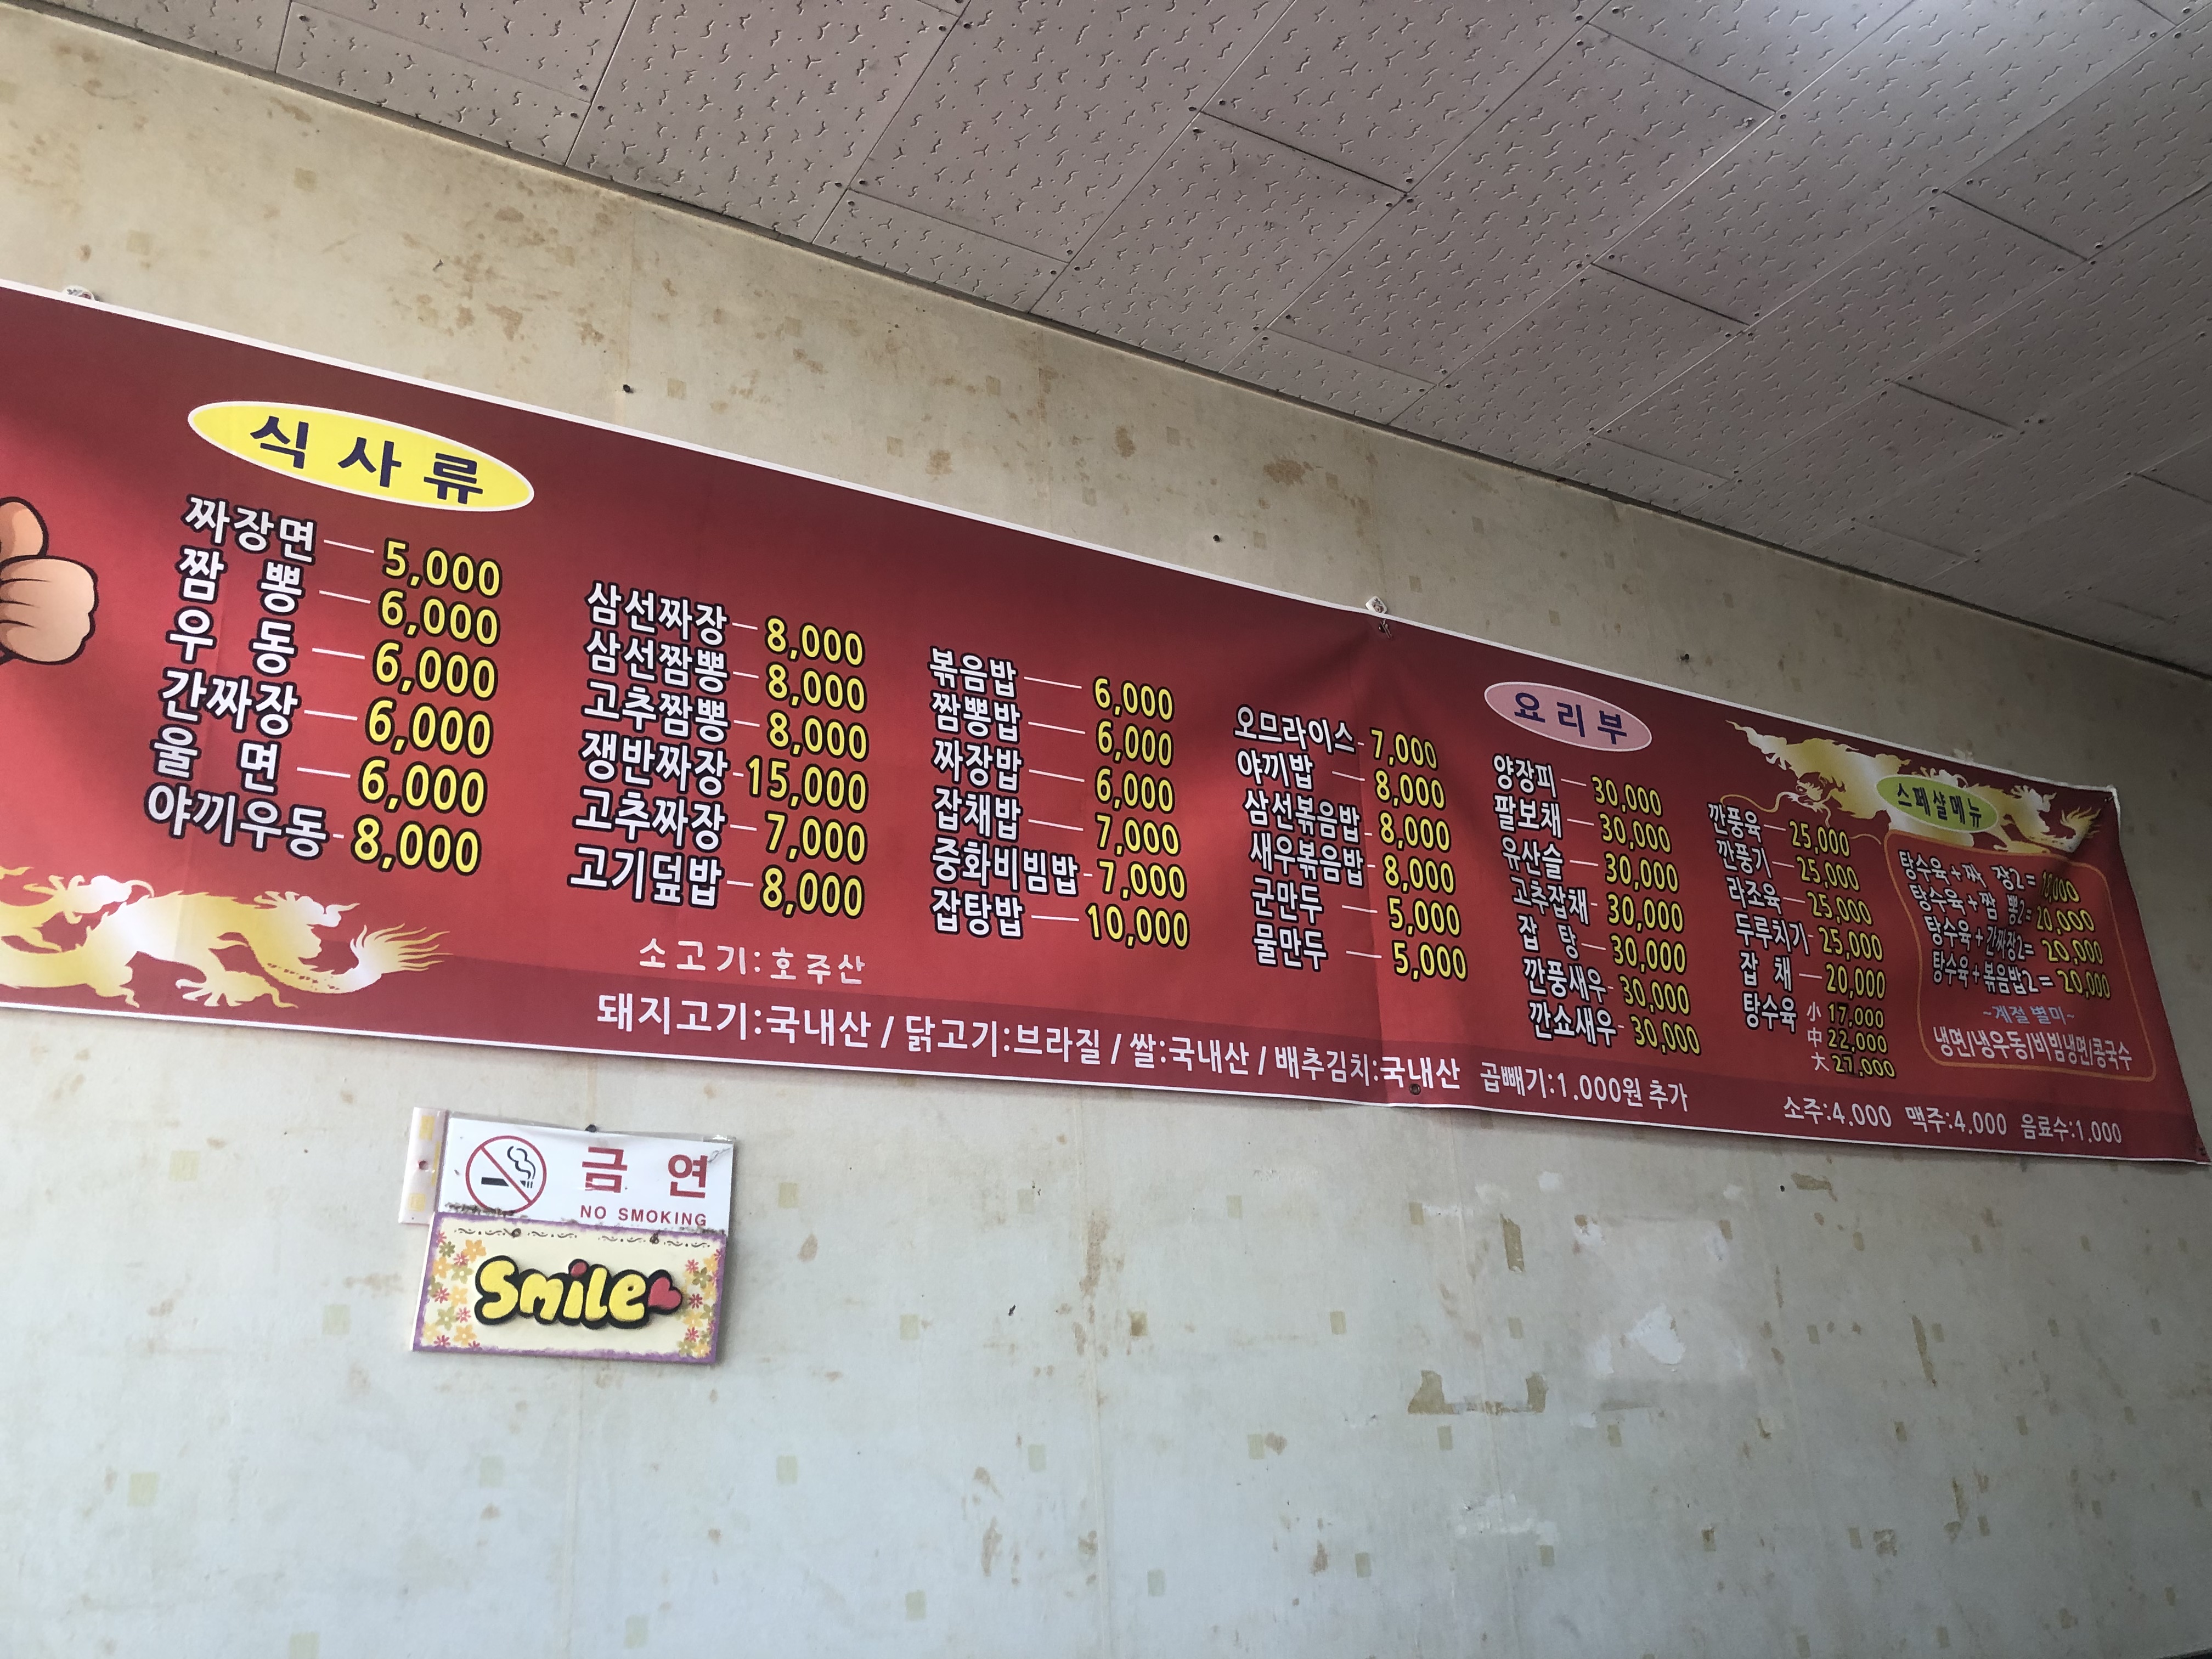 식사류
짜장면 5,000
짬뽕 6,000
우동 6,000
간짜장 6,000
울면 6,000
야끼우동 8,000
삼선짜장 8,000
삼선짬뽕 8,000
고추짬뽕 8,000
쟁반짜장 15,000
고추짜장 7,000
고기덮밥 8,000
볶음밥 6,000
짬뽕밥 6,000
짜장밥 6,000
잡채밥 7,000
중화비빔밥 7,000
잡탕밥 10,000
오므라이스 7,000
야끼밥 8,000
삼선볶음밥 8,000
새우볶음밥 8,000
군만두 5,000
물만두 5,000
요리부
양장피 30,000
팔보채 30,000
유산슬 30,000
고추잡채 30,000
잡탕 30,000
깐풍새우 30,000
깐쇼새우 30,000
깐풍육 25,000
깐풍기 25,000
라조육 25,000
두루치기 25,000
잡채 20,000
탕수육 小 17,000
中 22,000
大 27,000
스페샬메뉴
탕수육+짜장2=
탕수육+짬뽕2=20,000
탕수육+간짜장2=20,000
탕수육+볶음밥2=20,000
~계절 별미~
냉면/냉우동/비빔냉면/콩국수
소고기:호주산
돼지고기:국내산 / 닭고기:브라질 / 쌀:국내산 / 배추김치:국내산 곱빼기:1.000원 추가
소주:4.000 맥주:4.000 음료수:1.000
금연
NO SMOKING
Smile